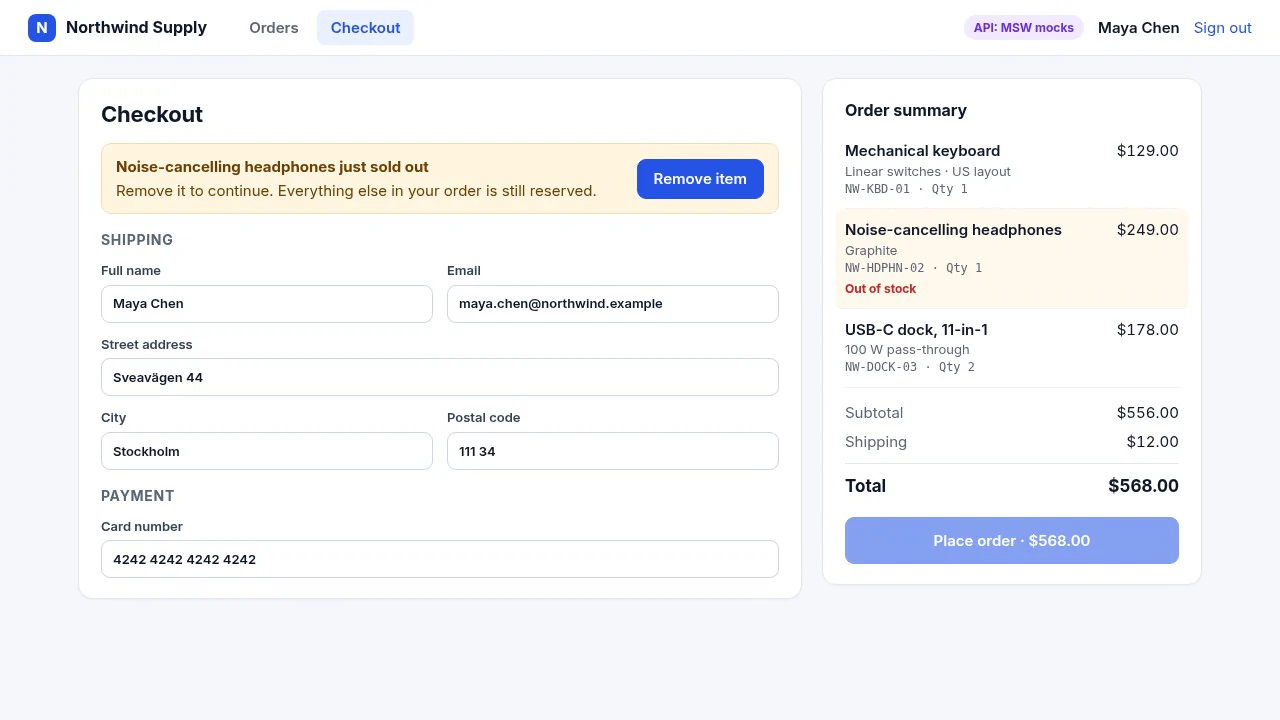 N Northwind Supply Orders Checkout API: MSW mocks Maya Chen Sign out
Checkout
Noise-cancelling headphones just sold out
Remove it to continue. Everything else in your order is still reserved.
Remove item
SHIPPING
Full name Email
Maya Chen maya.chen@northwind.example
Street address
Sveavägen 44
City Postal code
Stockholm 111 34
PAYMENT
Card number
4242 4242 4242 4242
Order summary
Mechanical keyboard $129.00
Linear switches · US layout
NW-KBD-01 · Qty 1
Noise-cancelling headphones $249.00
Graphite
NW-HDPHN-02 · Qty 1
Out of stock
USB-C dock, 11-in-1 $178.00
100 W pass-through
NW-DOCK-03 · Qty 2
Subtotal $556.00
Shipping $12.00
Total $568.00
Place order · $568.00